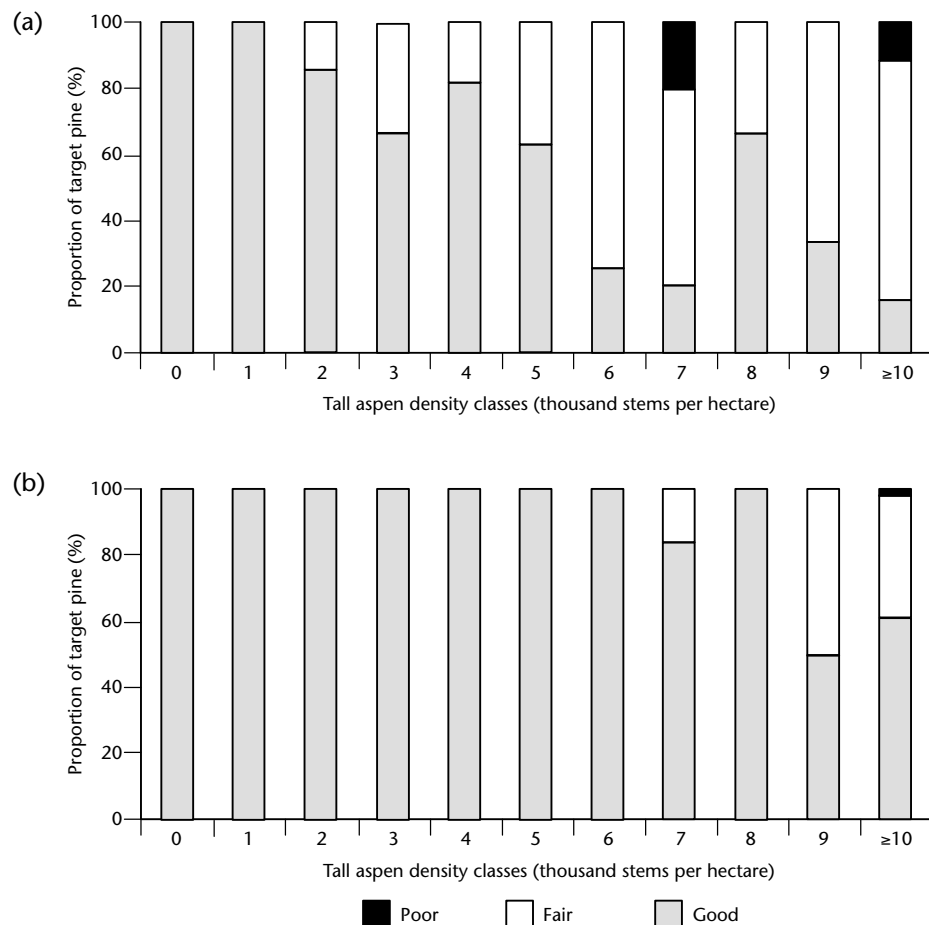 (a)
Proportion of target pine (%)
100
80
60
40
20
0
0 1 2 3 4 5 6 7 8 9 ≥10
Tall aspen density classes (thousand stems per hectare)
(b)
Proportion of target pine (%)
100
80
60
40
20
0
0 1 2 3 4 5 6 7 8 9 ≥10
Tall aspen density classes (thousand stems per hectare)
Poor Fair Good